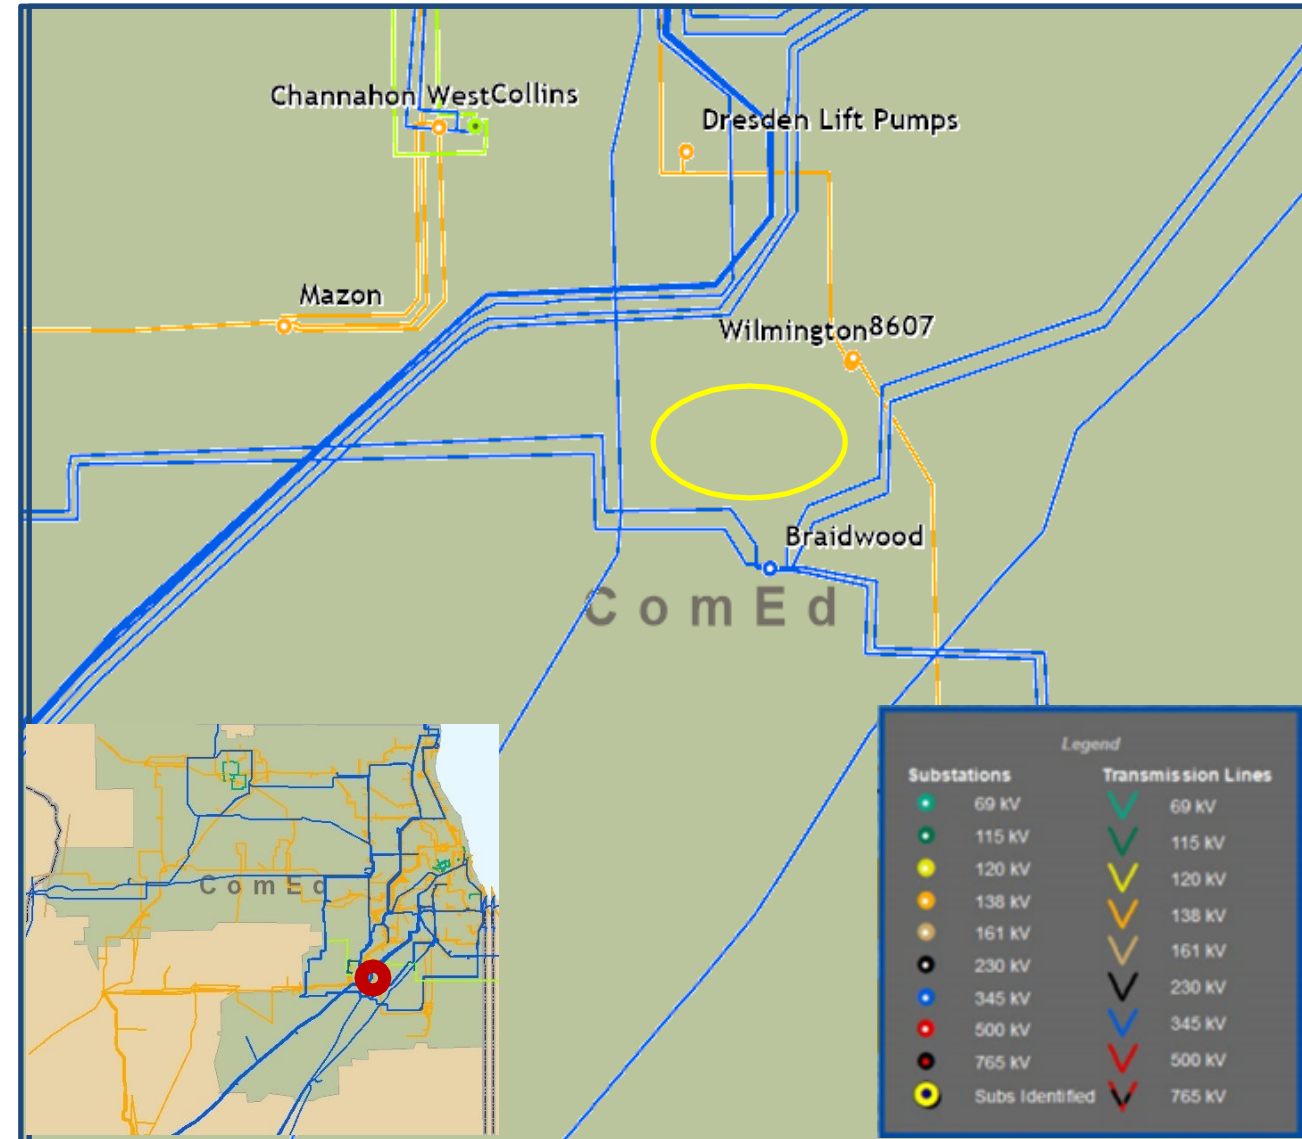 Channahon WestCollins
Dresden Lift Pumps
Mazon
Wilmington8607
Braidwood
ComEd
ComEd
Legend
Substations
Transmission Lines
69 kV
69 kV
115 kV
115 kV
120 kV
120 kV
138 kV
138 kV
161 kV
161 kV
230 kV
230 kV
345 kV
345 kV
500 kV
500 kV
765 kV
765 kV
Subs Identified